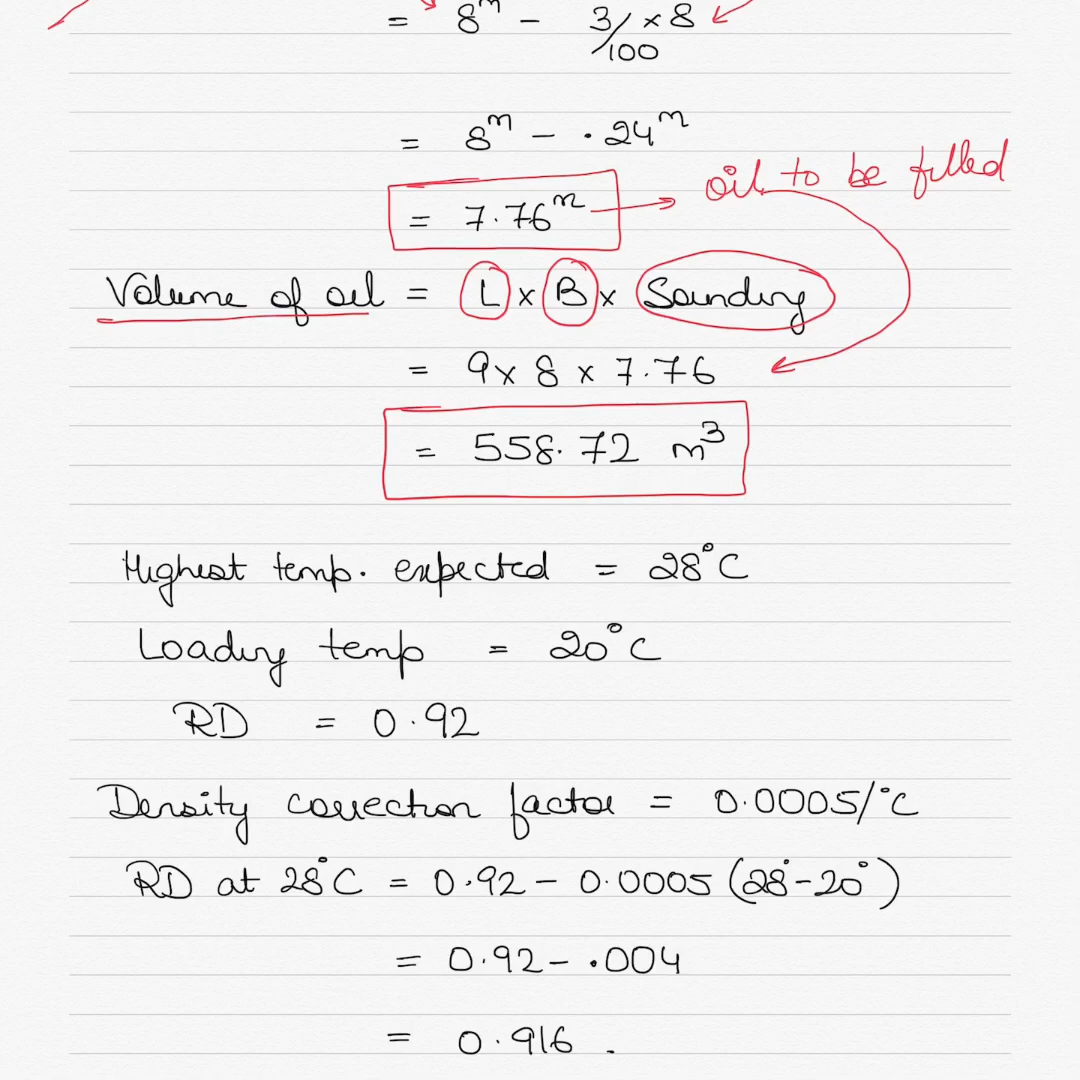 = 8ᵐ - 3/100 × 8
= 8ᵐ - .24ᵐ
= 7.76ᵐ → oil to be filled
Volume of oil = L × B × Sounding
= 9 × 8 × 7.76
= 558.72 m³
Highest temp. expected = 28°C
Loading temp = 20°C
RD = 0.92
Density correction factor = 0.0005/°C
RD at 28°C = 0.92 - 0.0005 (28° - 20°)
= 0.92 - .004
= 0.916 .